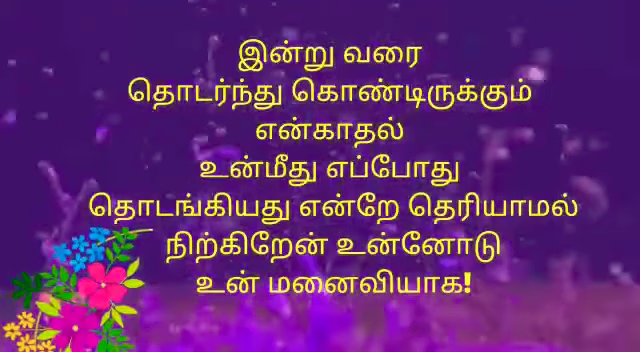 இன்று வரை
தொடர்ந்து கொண்டிருக்கும்
என்காதல்
உன்மீது எப்போது
தொடங்கியது என்றே தெரியாமல்
நிற்கிறேன் உன்னோடு
உன் மனைவியாக!